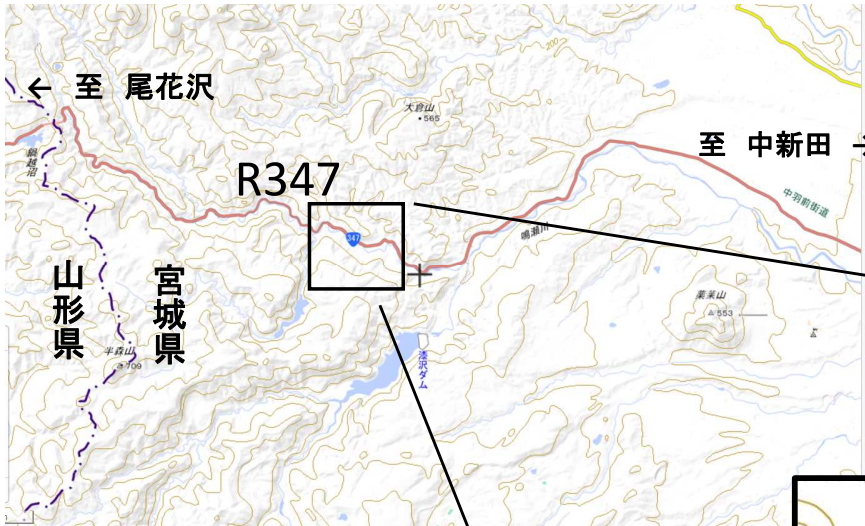 200
← 至 尾花沢
大倉山
・565
至 中新田 →
鍋越沼
R347
中羽前街道
347
鳴瀬川
山形県
宮城県
薬莱山
553
半森山
709
漆沢ダム